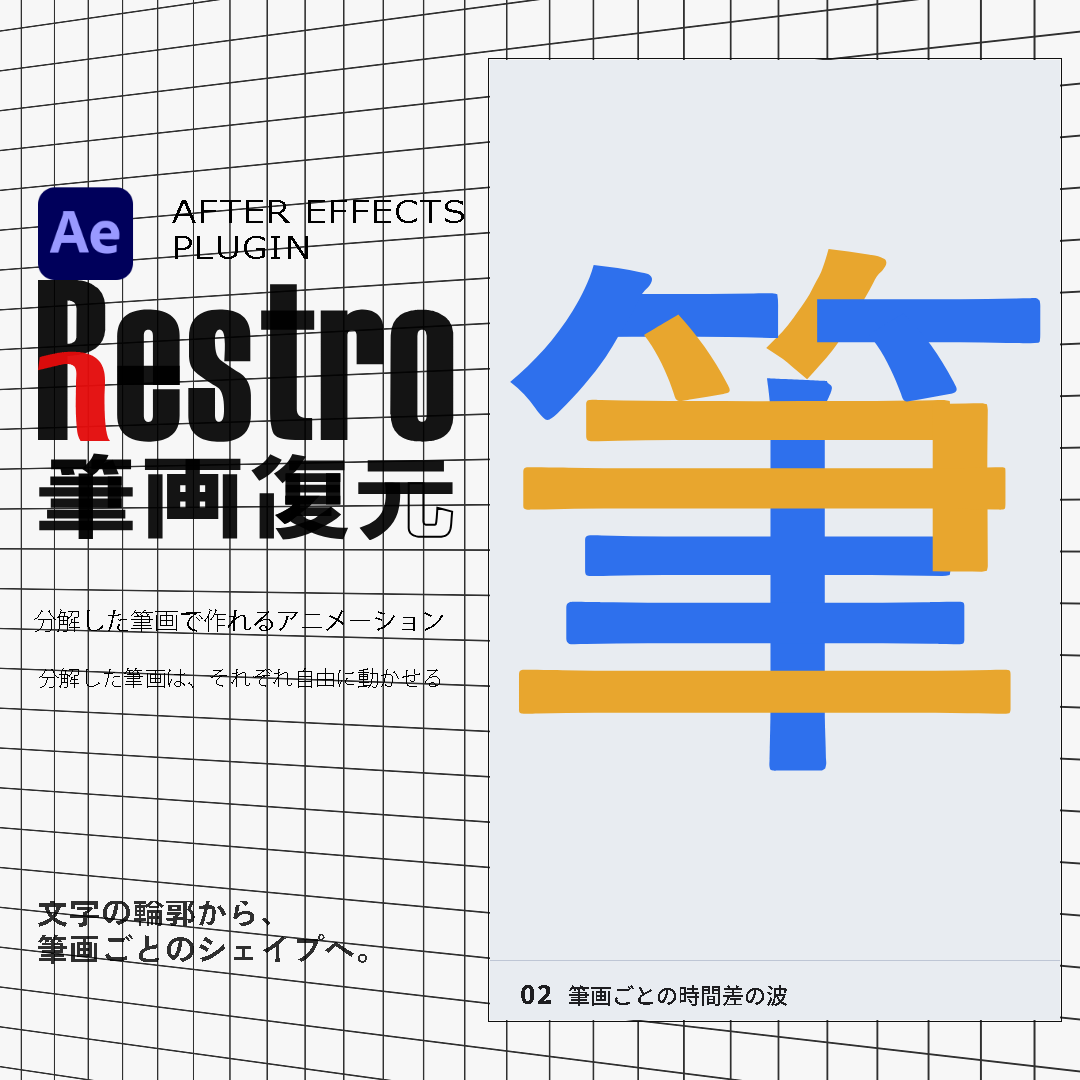 Ae
AFTER EFFECTS
PLUGIN
Restro
筆画復元
分解した筆画で作れるアニメーション
分解した筆画は、それぞれ自由に動かせる
文字の輪郭から、
筆画ごとのシェイプへ。
筆
02 筆画ごとの時間差の波